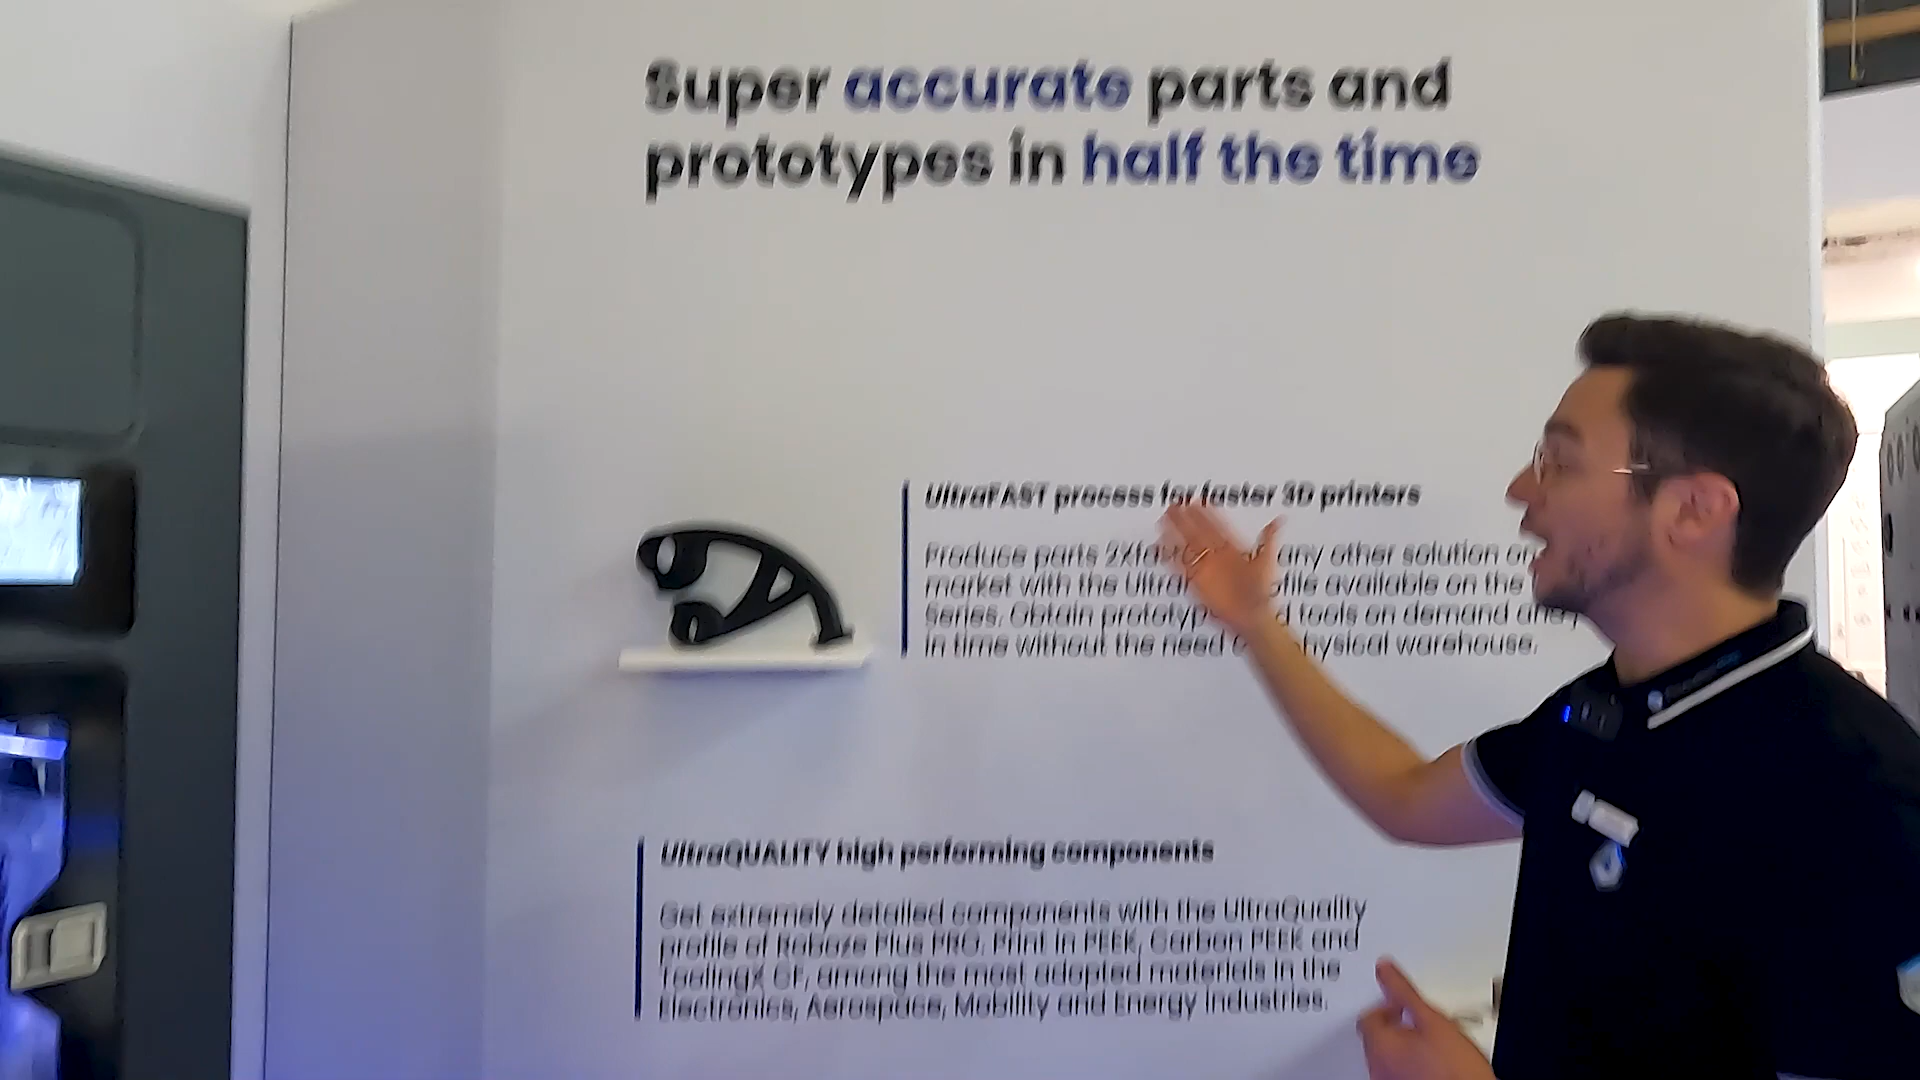 Super accurate parts and
prototypes in half the time
UltraFAST process for faster 3D printers
Produce parts 2X any other solution on
market with the available on the
Series. Obtain tools on demand
in time without the need physical warehouse.
UltraQUALITY high performing components
Get extremely detailed components with the UltraQuality
profile of Roboze Plus PRO. Print in PEEK, Carbon PEEK and
ToolingX CF, among the most adopted materials in the
Electronics, Aerospace, Mobility and Energy industries.